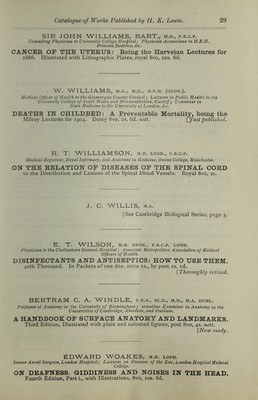 Catalogue of Works Published by H. K. Lewis. 29
SIR JOHN WILLIAMS, BART., M.D., F.R.C.P.
Consulting Physician to University College Hospital; Physician Accoucheur to H.R.H.
Princess Beatrice, &c.
CANCER OF THE UTERUS: Being the Harveian Lectures for
1886. Illustrated with Lithographic Plates, royal 8vo, 10s. 6d.
W. WILLIAMS, M.A., M.D., D.P.H. OXON.
Medical Officer of Health to the Glamorgan County Council; Lecturer in Public Health to the
University College of South Wales and Monmouthshire, Cardiff; Examiner in
State Medicine to the University of London, &c.
DEATHS IN CHILDBED: A Preventable Mortality, being the
Milroy Lectures for 1904. Demy 8vo, 2s. 6d. nett. [Just published.
R. T. WILLIAMSON, M.D. LOND., F.R.C.P.
Medical Registrar, Royal Infirmary, and Assistant in Medicine, Owens College, Manchester.
ON THE RELATION OF DISEASES OF THE SPINAL CORD
to the Distribution and Lesions of the Spinal Blood Vessels. Royal 8vo, 2s.
J. C. WILLIS, M.A.
[See Cambridge Biological Series, page 5.
E. T. WILSON, M.B. OXON., F.R.C.P. LOND.
Physician to the Cheltenham General Hospital; Associate Metropolitan Association of Medical
Officers of Health.
DISINFECTANTS AND ANTISEPTICS: HOW TO USE THEM.
40th Thousand. In Packets of one doz. price 1s., by post 1s. 1d.
[Thoroughly revised.
BERTRAM C. A. WINDLE, F.R.S., SC.D., M.D., M.A. DUBL.
Professor of Anatomy in the University of Birmingham; sometime Examiner in Anatomy in the
Universities of Cambridge, Aberdeen, and Durham.
A HANDBOOK OF SURFACE ANATOMY AND LANDMARKS.
Third Edition, illustrated with plain and coloured figures, post 8vo, 4s. nett.
[Now ready.
EDWARD WOAKES, M.D. LOND.
Senior Aural Surgeon, London Hospital; Lecturer on Diseases of the Ear, London Hospital Medical
College.
ON DEAFNESS, GIDDINESS AND NOISES IN THE HEAD.
Fourth Edition, Part i., with Illustrations, 8vo, 10s. 6d.